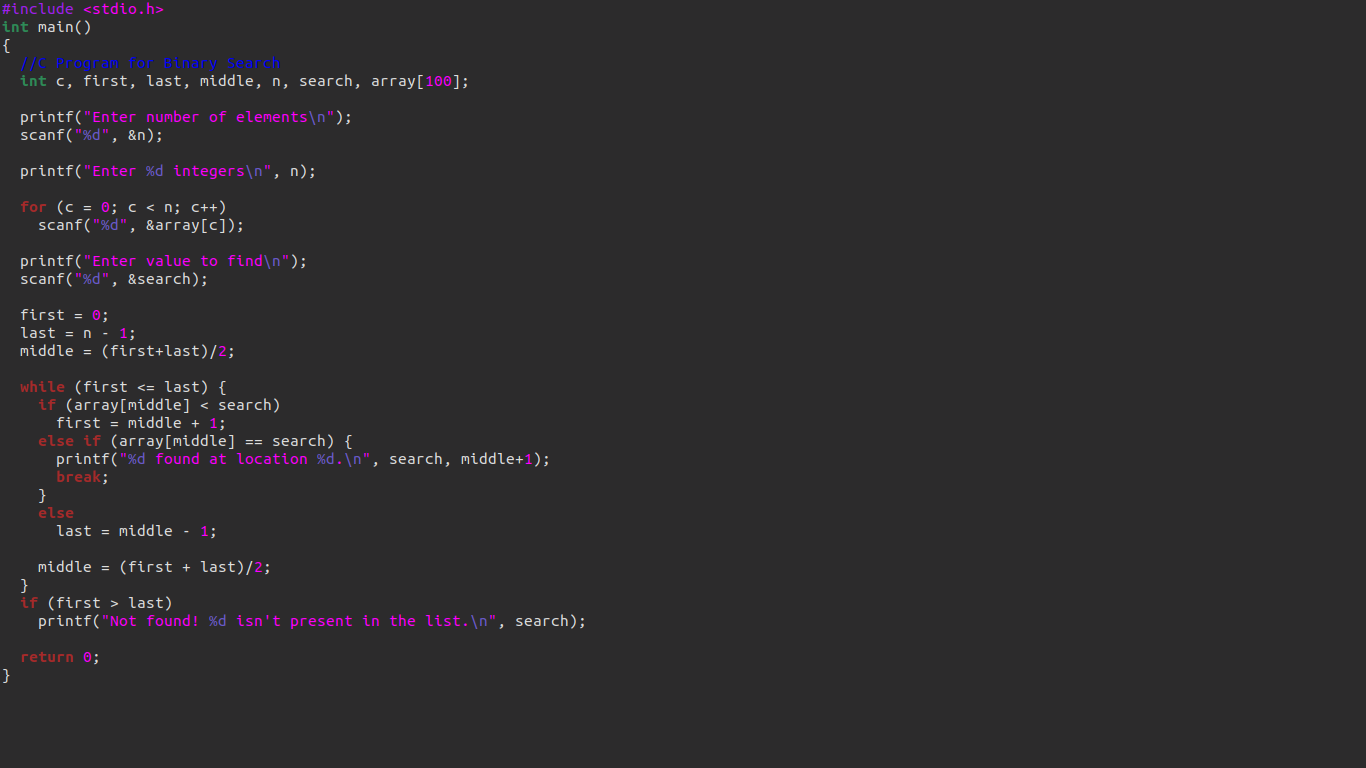 #include <stdio.h>
int main()
{
  //C Program for Binary Search
  int c, first, last, middle, n, search, array[100];

  printf("Enter number of elements\n");
  scanf("%d", &n);

  printf("Enter %d integers\n", n);

  for (c = 0; c < n; c++)
    scanf("%d", &array[c]);

  printf("Enter value to find\n");
  scanf("%d", &search);

  first = 0;
  last = n - 1;
  middle = (first+last)/2;

  while (first <= last) {
    if (array[middle] < search)
      first = middle + 1;
    else if (array[middle] == search) {
      printf("%d found at location %d.\n", search, middle+1);
      break;
    }
    else
      last = middle - 1;

    middle = (first + last)/2;
  }
  if (first > last)
    printf("Not found! %d isn't present in the list.\n", search);

  return 0;
}